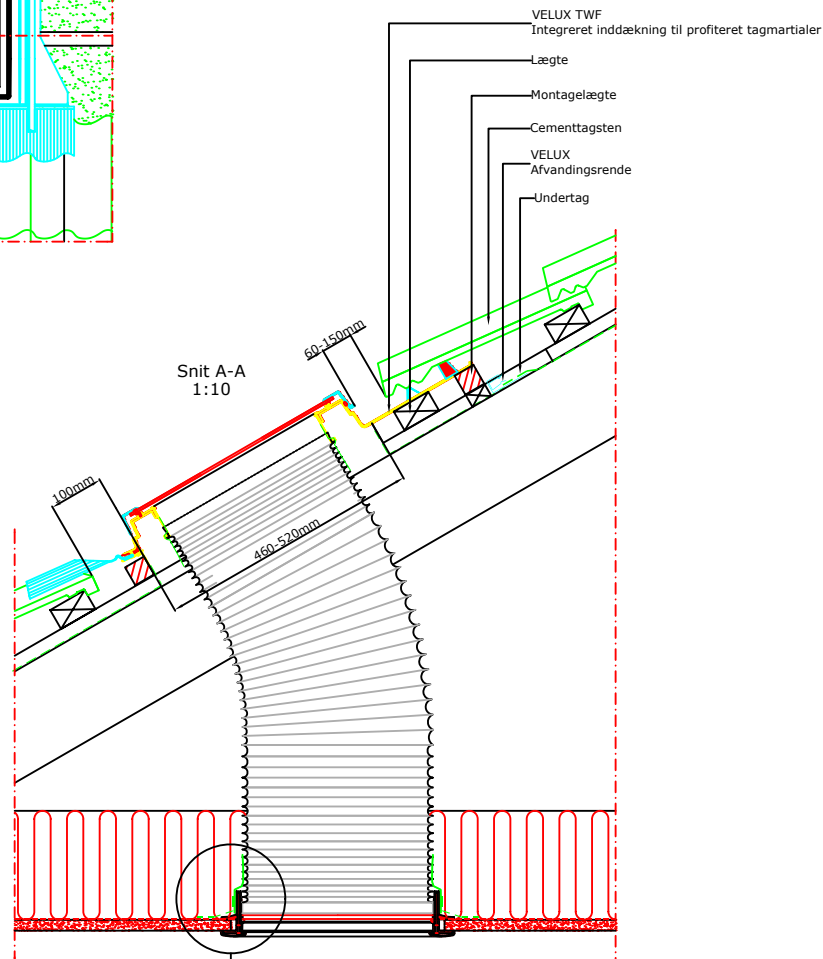 VELUX TWF
Integreret inddækning til profiteret tagmartialer
Lægte
Montagelægte
Cementtagsten
VELUX
Afvandingsrende
Undertag
60-150mm
Snit A-A
1:10
100mm
460-520mm